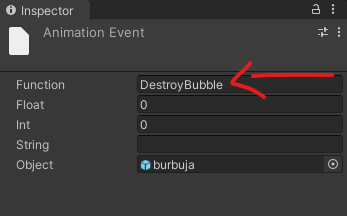 Inspector
Animation Event
Function DestroyBubble
Float 0
Int 0
String
Object burbuja